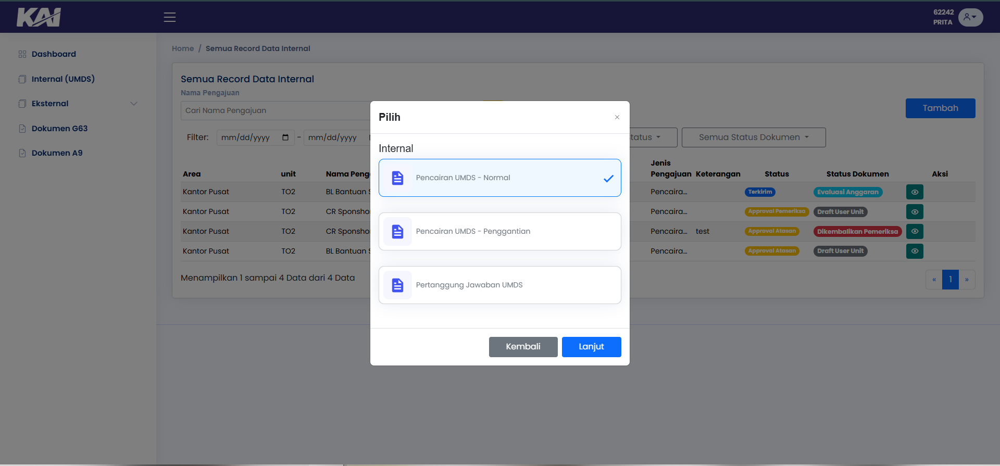 KAI
62242
PRITA
Dashboard
Internal (UMDS)
Eksternal
Dokumen G63
Dokumen A9
Home / Semua Record Data Internal
Semua Record Data Internal
Nama Pengajuan
Cari Nama Pengajuan
Tambah
Filter: mm/dd/yyyy - mm/dd/yyyy
Semua Status Dokumen
Area unit Jenis Pengajuan Keterangan Status Status Dokumen Aksi
Kantor Pusat TO2 BL Bantuan Pencaira... Terkirim Evaluasi Anggaran
Kantor Pusat TO2 CR Pencaira... Approval Pemeriksa Draft User Unit
Kantor Pusat TO2 CR Pencaira... test Approval Atasan Dikembalikan Pemeriksa
Kantor Pusat TO2 BL Bantuan Pencaira... Approval Atasan Draft User Unit
Menampilkan 1 sampai 4 Data dari 4 Data
« 1 »
Pilih
×
Internal
Pencairan UMDS - Normal
Pencairan UMDS - Penggantian
Pertanggung Jawaban UMDS
Kembali
Lanjut